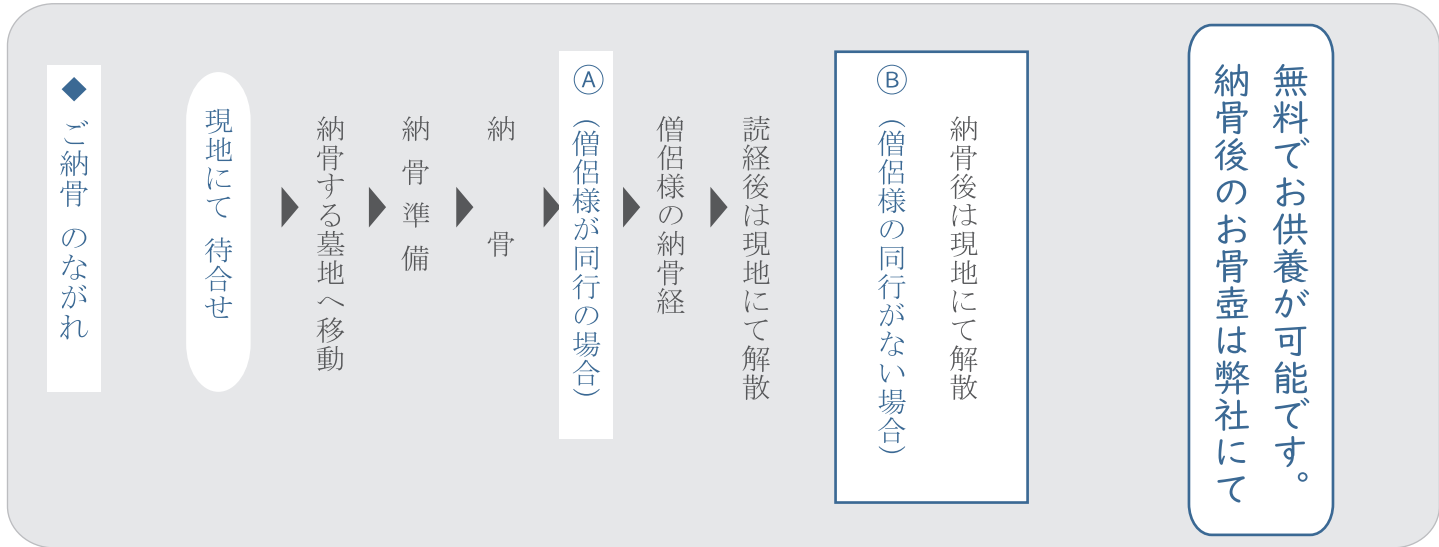 ◆ ご納骨 のながれ
現地にて 待合せ
納骨する墓地へ移動
納骨準備
納骨
Ⓐ（僧侶様が同行の場合）
僧侶様の納骨経
読経後は現地にて解散
Ⓑ（僧侶様の同行がない場合）
納骨後は現地にて解散
無料でお供養が可能です。
納骨後のお骨壺は弊社にて